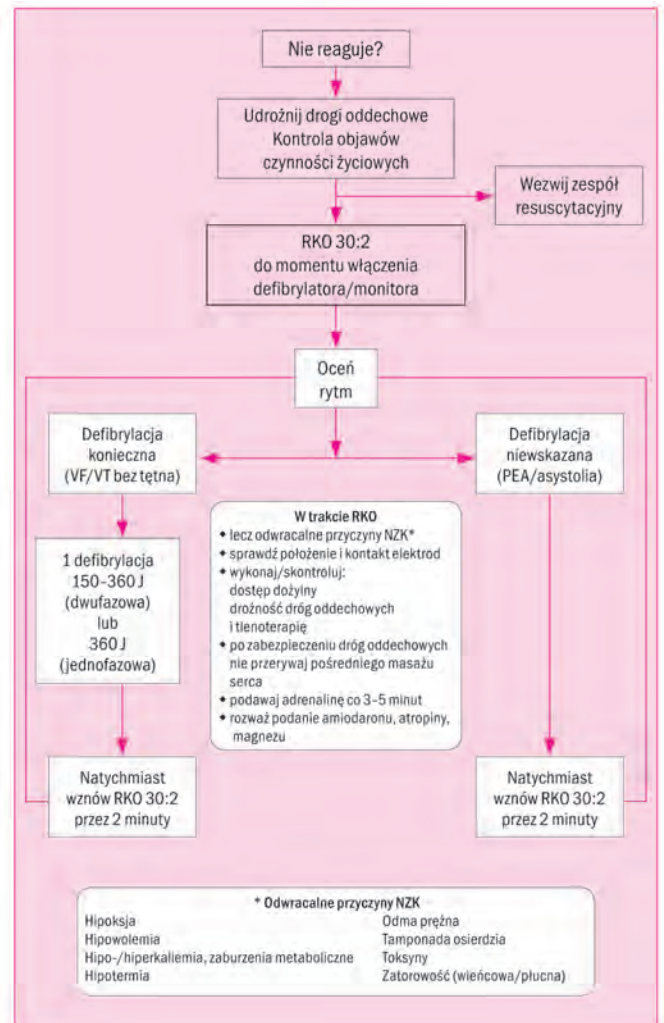 Nie reaguje?
Udrożnij drogi oddechowe
Kontrola objawów
czynności życiowych
Wezwij zespół
resuscytacyjny
RKO 30:2
do momentu włączenia
defibrylatora/monitora
Oceń
rytm
Defibrylacja
konieczna
(VF/VT bez tętna)
Defibrylacja
niewskazana
(PEA/asystolia)
1 defibrylacja
150–360 J
(dwufazowa)
lub
360 J
(jednofazowa)
W trakcie RKO
◆ lecz odwracalne przyczyny NZK*
◆ sprawdź położenie i kontakt elektrod
◆ wykonaj/skontroluj:
dostęp dożylny
drożność dróg oddechowych
i tlenoterapię
◆ po zabezpieczeniu dróg oddechowych
nie przerywaj pośredniego masażu
serca
◆ podawaj adrenalinę co 3–5 minut
◆ rozważ podanie amiodaronu, atropiny,
magnezu
Natychmiast
wznów RKO 30:2
przez 2 minuty
Natychmiast
wznów RKO 30:2
przez 2 minuty
* Odwracalne przyczyny NZK
Hipoksja
Hipowolemia
Hipo-/hiperkaliemia, zaburzenia metaboliczne
Hipotermia
Odma prężna
Tamponada osierdzia
Toksyny
Zatorowość (wieńcowa/płucna)